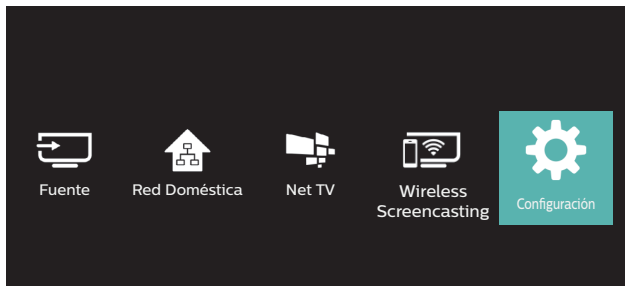 Fuente
Red Doméstica
Net TV
Wireless
Screencasting
Configuración